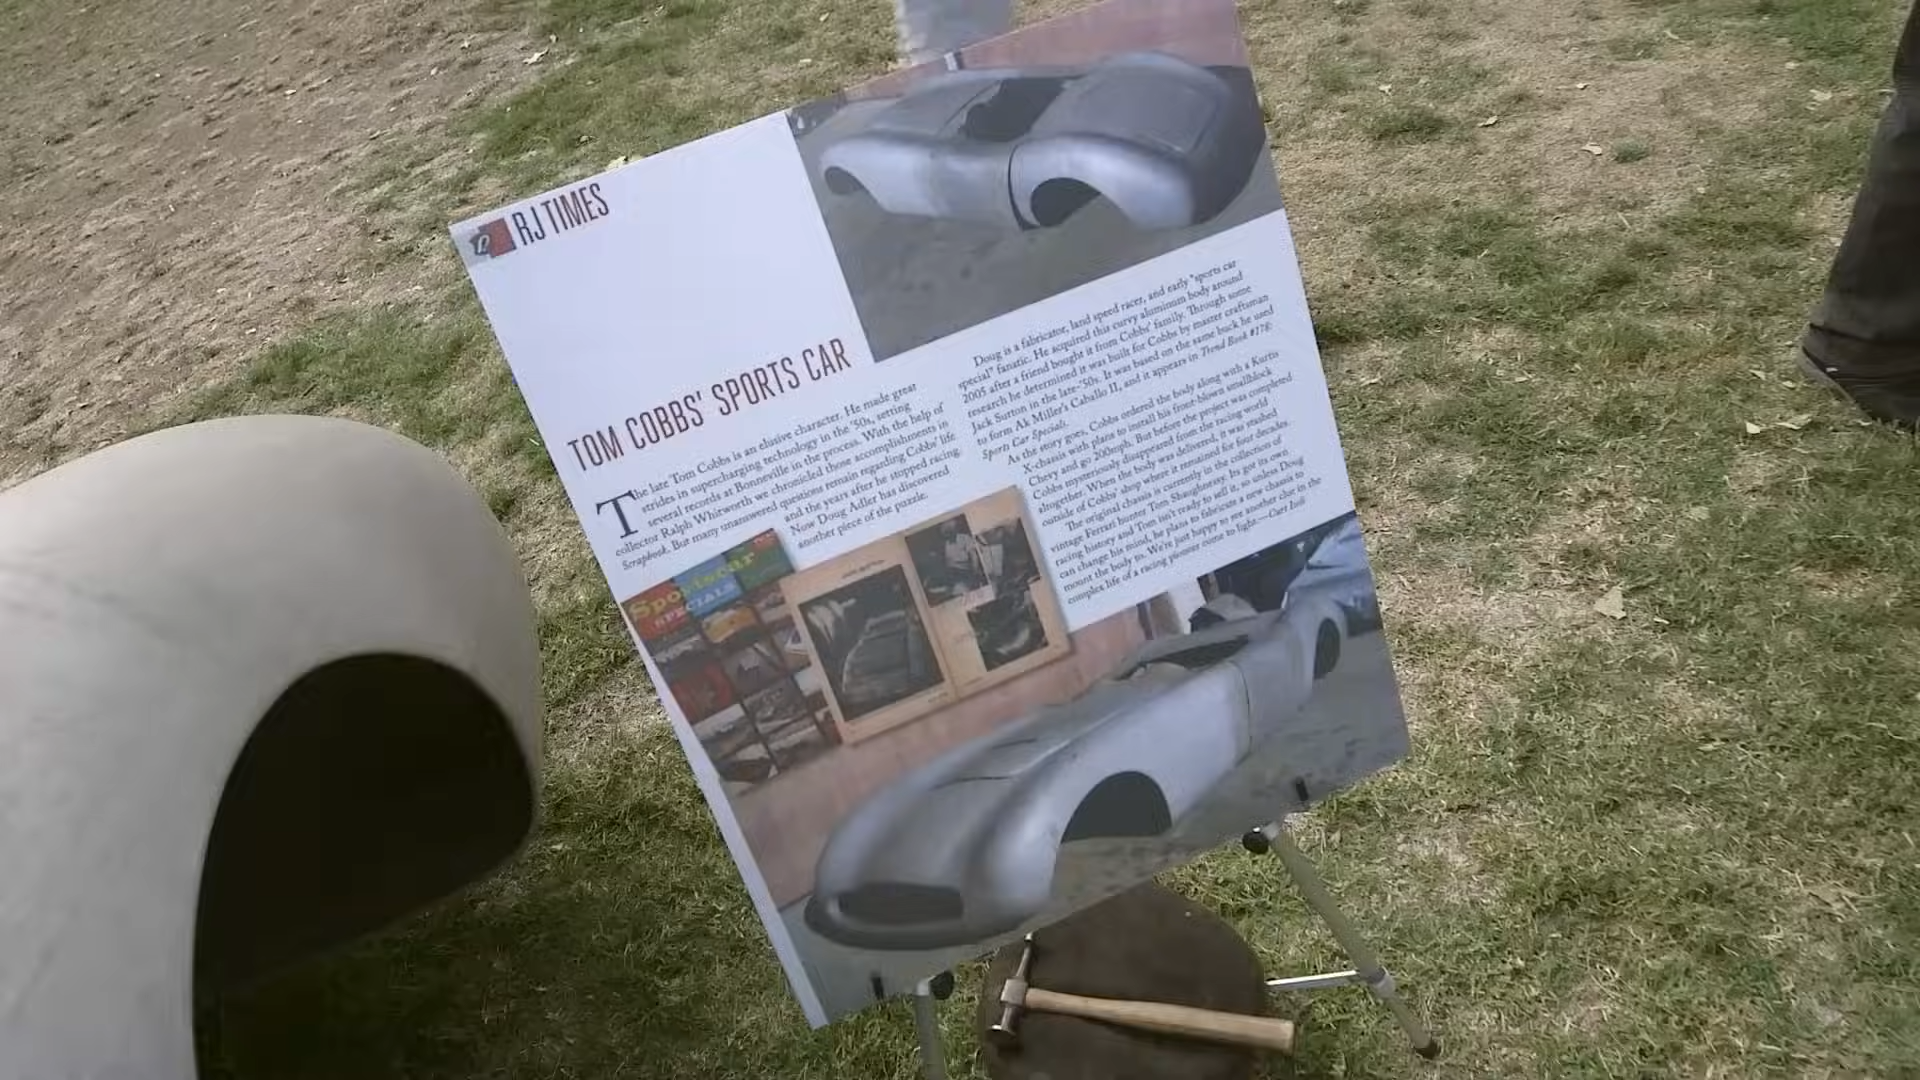 RJ TIMES
TOM COBBS' SPORTS CAR
The late Tom Cobbs is an elusive character. He made great
strides in supercharging technology in the '50s, setting
several records at Bonneville in the process. With the help of
collector Ralph Whitworth we chronicled those accomplishments in
Scrapbook. But many unanswered questions remain regarding Cobbs' life
and the years after he stopped racing.
Now Doug Adler has discovered
another piece of the puzzle.
Doug is a fabricator, land speed racer, and early "sports car
special" fanatic. He acquired this curvy aluminum body around
2005 after a friend bought it from Cobbs' family. Through some
research he determined it was built for Cobbs by master craftsman
Jack Sutton in the late-'50s. It was based on the same buck he used
to form Ak Miller's Caballo II, and it appears in Trend Book #178:
Sports Car Specials.
As the story goes, Cobbs ordered the body along with a Kurtis
X-chassis with plans to install his front-blown smallblock
Chevy and go 200mph. But before the project was completed
Cobbs mysteriously disappeared from the racing world
altogether. When the body was delivered, it was stashed
outside of Cobbs' shop where it remained for four decades.
The original chassis is currently in the collection of
vintage Ferrari hunter Tom Shaughnessy. Its got its own
racing history and Tom isn't ready to sell it, so unless Doug
can change his mind, he plans to fabricate a new chassis to
mount the body to. We're just happy to see another clue in the
complex life of a racing pioneer come to light.—Curt Iseli
Sportscar
SPECIALS